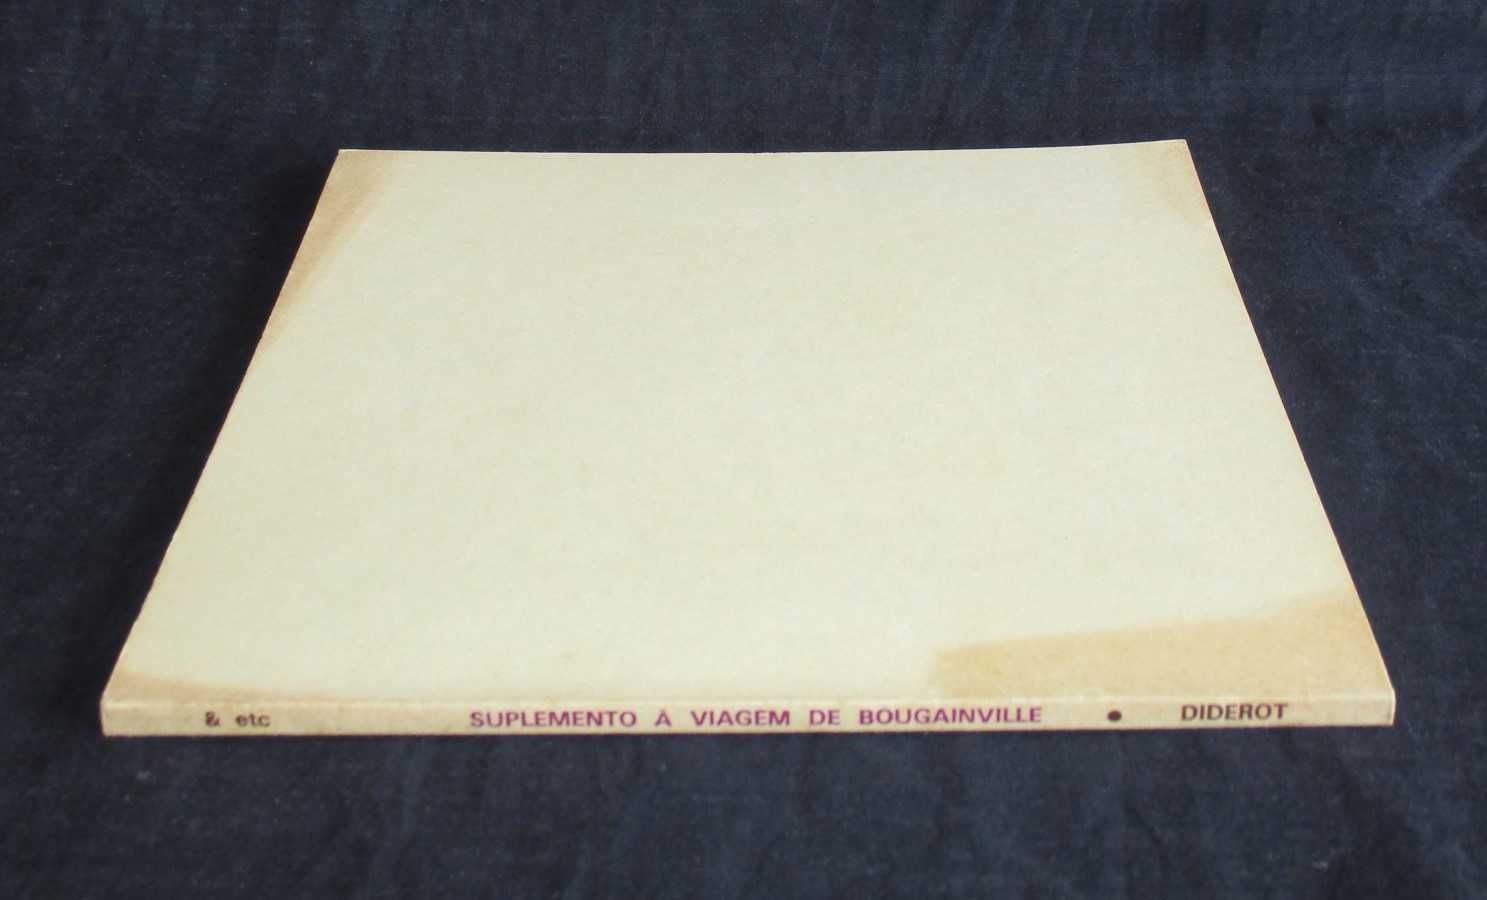 & etc SUPLEMENTO À VIAGEM DE BOUGAINVILLE ● DIDEROT